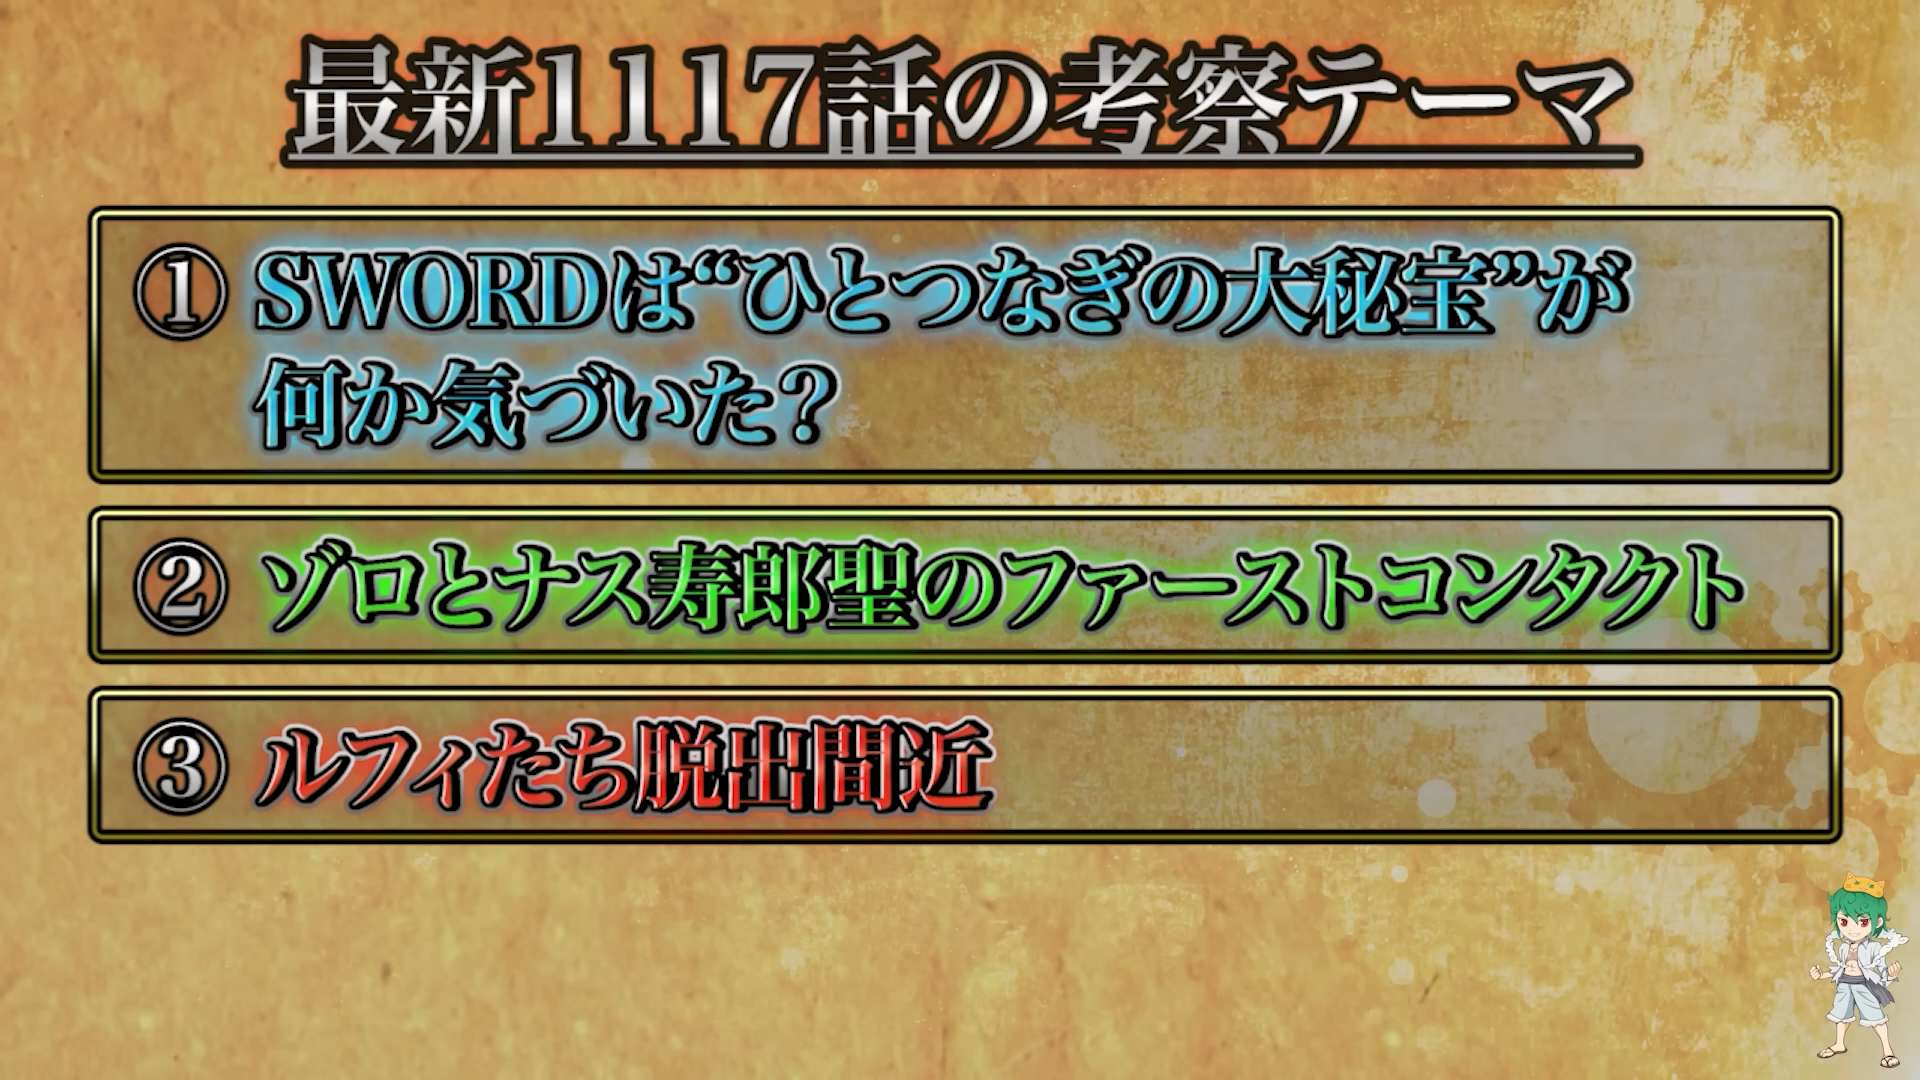 最新1117話の考察テーマ
① SWORDは“ひとつなぎの大秘宝”が
何か気づいた？
② ゾロとナス寿郎聖のファーストコンタクト
③ ルフィたち脱出間近